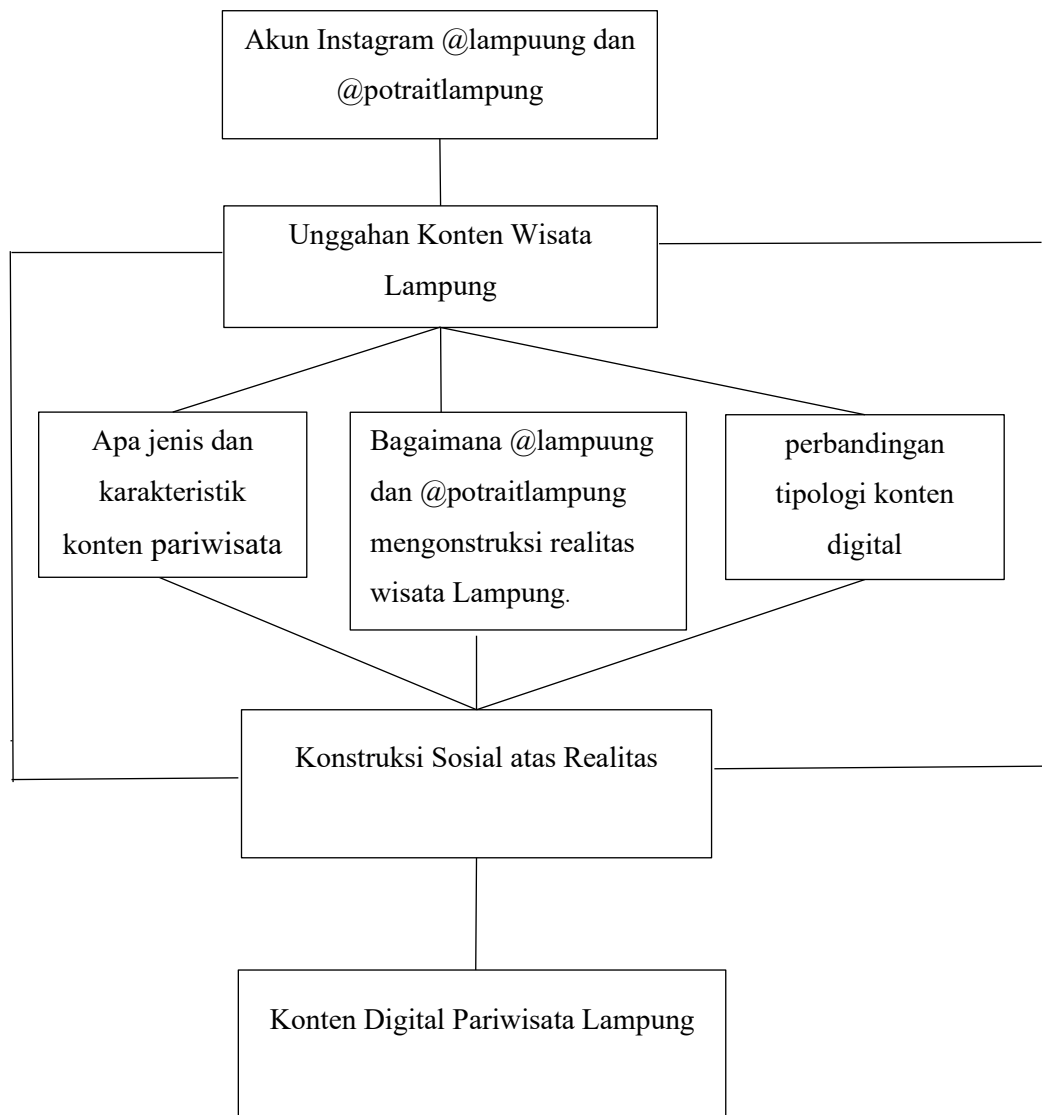 Akun Instagram @lampuung dan
@potraitlampung
Unggahan Konten Wisata
Lampung
Apa jenis dan
karakteristik
konten pariwisata
Bagaimana @lampuung
dan @potraitlampung
mengonstruksi realitas
wisata Lampung.
perbandingan
tipologi konten
digital
Konstruksi Sosial atas Realitas
Konten Digital Pariwisata Lampung